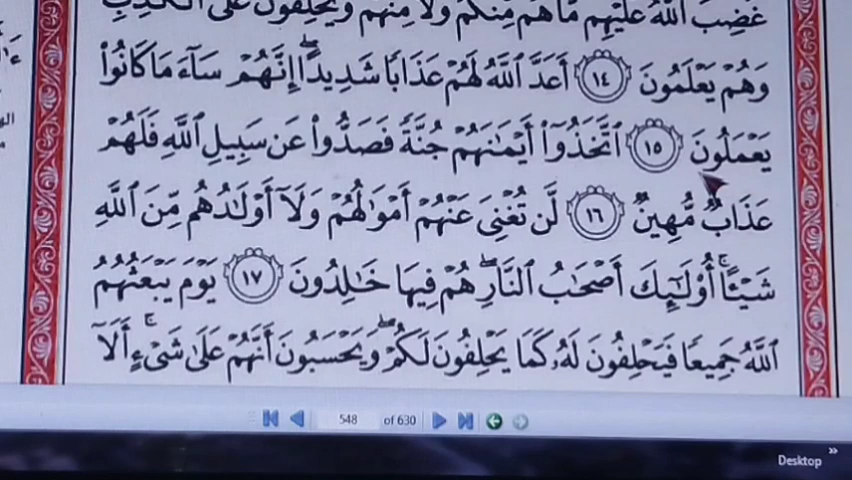 غَضِبَ ٱللَّهُ عَلَيْهِم مَّا هُم مِّنكُمْ وَلَا مِنْهُمْ وَيَحْلِفُونَ عَلَى ٱلْكَذِبِ
وَهُمْ يَعْلَمُونَ ١٤ أَعَدَّ ٱللَّهُ لَهُمْ عَذَابًا شَدِيدًاۖ إِنَّهُمْ سَآءَ مَا كَانُوا۟
يَعْمَلُونَ ١٥ ٱتَّخَذُوٓا۟ أَيْمَـٰنَهُمْ جُنَّةً فَصَدُّوا۟ عَن سَبِيلِ ٱللَّهِ فَلَهُمْ
عَذَابٌ مُّهِينٌ ١٦ لَّن تُغْنِىَ عَنْهُمْ أَمْوَٰلُهُمْ وَلَآ أَوْلَـٰدُهُم مِّنَ ٱللَّهِ
شَيْـًٔاۚ أُو۟لَـٰٓئِكَ أَصْحَـٰبُ ٱلنَّارِۖ هُمْ فِيهَا خَـٰلِدُونَ ١٧ يَوْمَ يَبْعَثُهُمُ
ٱللَّهُ جَمِيعًا فَيَحْلِفُونَ لَهُۥ كَمَا يَحْلِفُونَ لَكُمْۖ وَيَحْسَبُونَ أَنَّهُمْ عَلَىٰ شَىْءٍۚ أَلَآ
548 of 630
Desktop